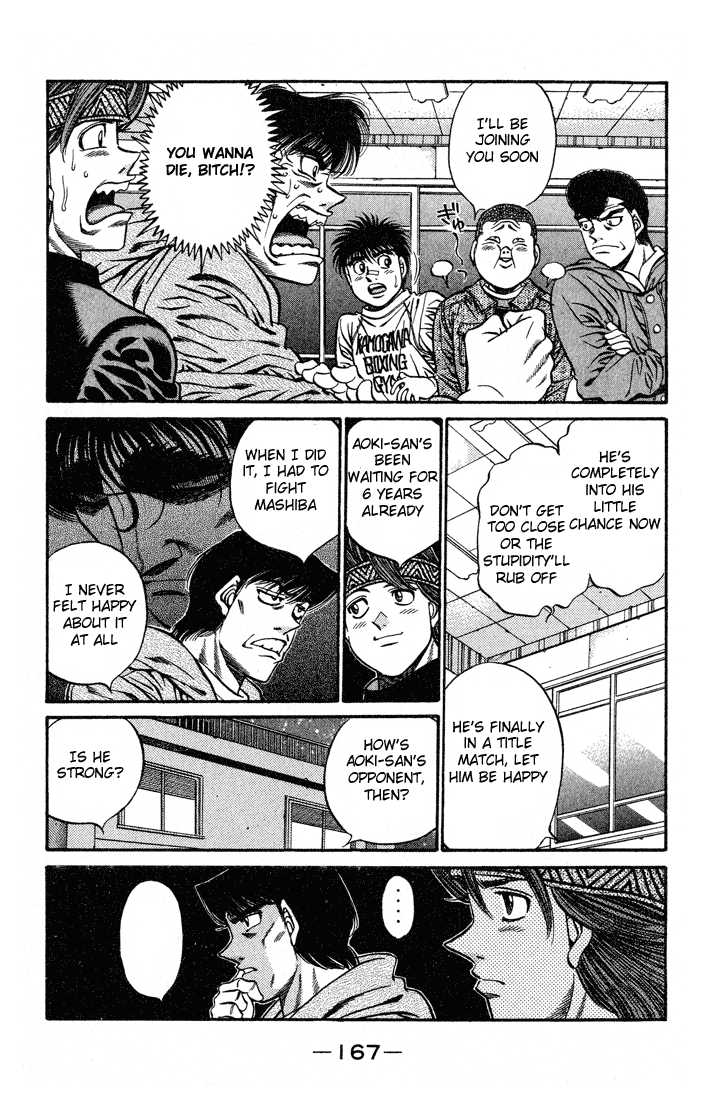 I'LL BE
JOINING
YOU SOON
YOU WANNA
DIE, BITCH!?
ぎゅ~
KAMOGAWA
BOXING
GYM
HE'S
COMPLETELY
INTO HIS
LITTLE
CHANCE NOW
DON'T GET
TOO CLOSE
OR THE
STUPIDITY'LL
RUB OFF
HE'S FINALLY
IN A TITLE
MATCH, LET
HIM BE HAPPY
AOKI-SAN'S
BEEN
WAITING FOR
6 YEARS
ALREADY
WHEN I DID
IT, I HAD TO
FIGHT
MASHIBA
I NEVER
FELT HAPPY
ABOUT IT
AT ALL
HOW'S
AOKI-SAN'S
OPPONENT,
THEN?
IS HE
STRONG?
....
—167—